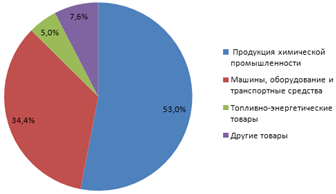 7,6%
5,0%
34,4%
53,0%
Продукция химической
промышленности
Машины, оборудование и
транспортные средства
Топливно-энергетические
товары
Другие товары